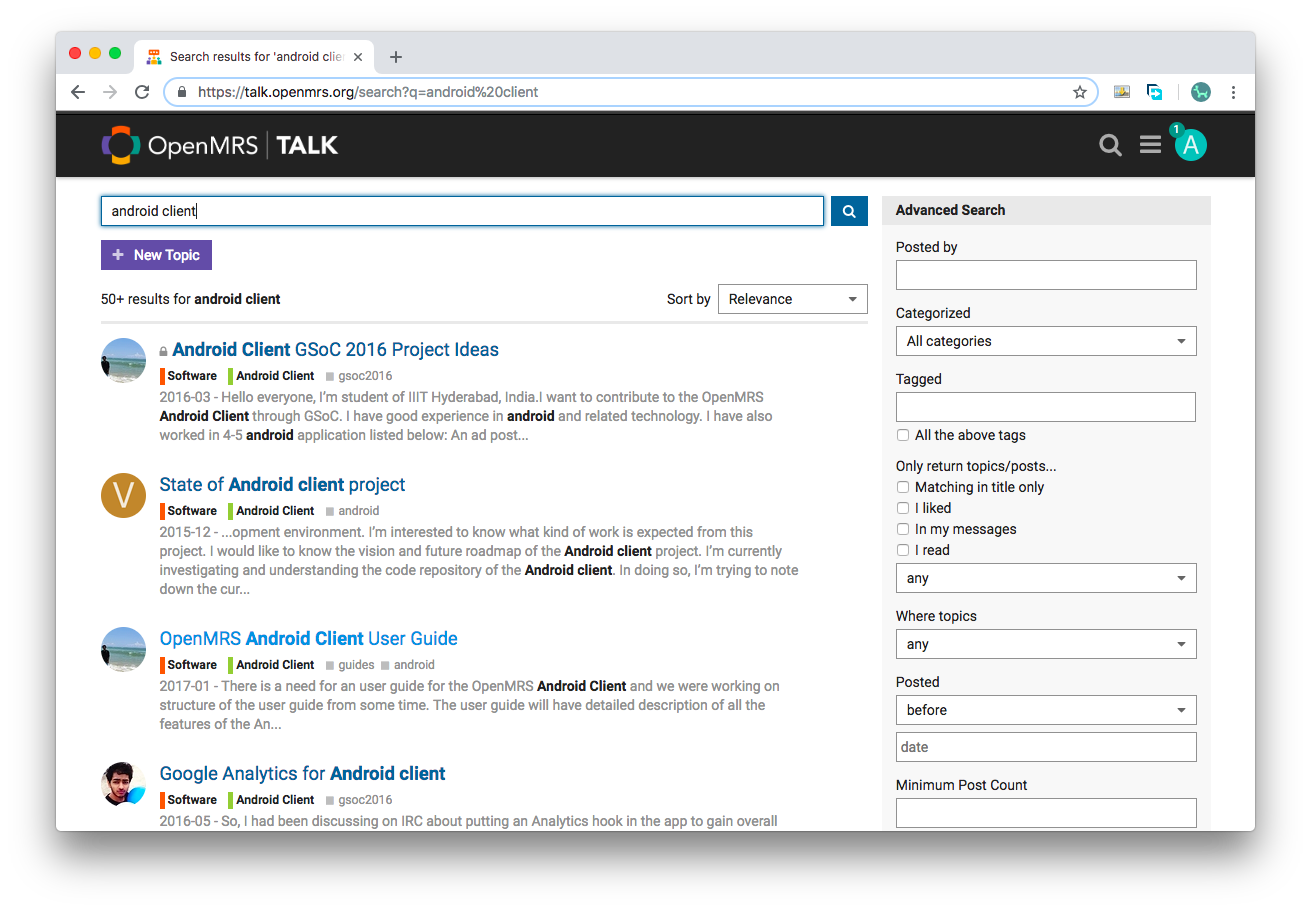 Search results for 'android clie
https://talk.openmrs.org/search?q=android%20client
OpenMRS | TALK
1
A
android client
+ New Topic
50+ results for android client
Sort by Relevance
Android Client GSoC 2016 Project Ideas
Software Android Client gsoc2016
2016-03 - Hello everyone, I'm student of IIIT Hyderabad, India.I want to contribute to the OpenMRS
Android Client through GSoC. I have good experience in android and related technology. I have also
worked in 4-5 android application listed below: An ad post...
V
State of Android client project
Software Android Client android
2015-12 - ...opment environment. I'm interested to know what kind of work is expected from this
project. I would like to know the vision and future roadmap of the Android client project. I'm currently
investigating and understanding the code repository of the Android client. In doing so, I'm trying to note
down the cur...
OpenMRS Android Client User Guide
Software Android Client guides android
2017-01 - There is a need for an user guide for the OpenMRS Android Client and we were working on
structure of the user guide from some time. The user guide will have detailed description of all the
features of the An...
Google Analytics for Android client
Software Android Client gsoc2016
2016-05 - So, I had been discussing on IRC about putting an Analytics hook in the app to gain overall
Advanced Search
Posted by
Categorized
All categories
Tagged
All the above tags
Only return topics/posts...
Matching in title only
I liked
In my messages
I read
any
Where topics
any
Posted
before
date
Minimum Post Count